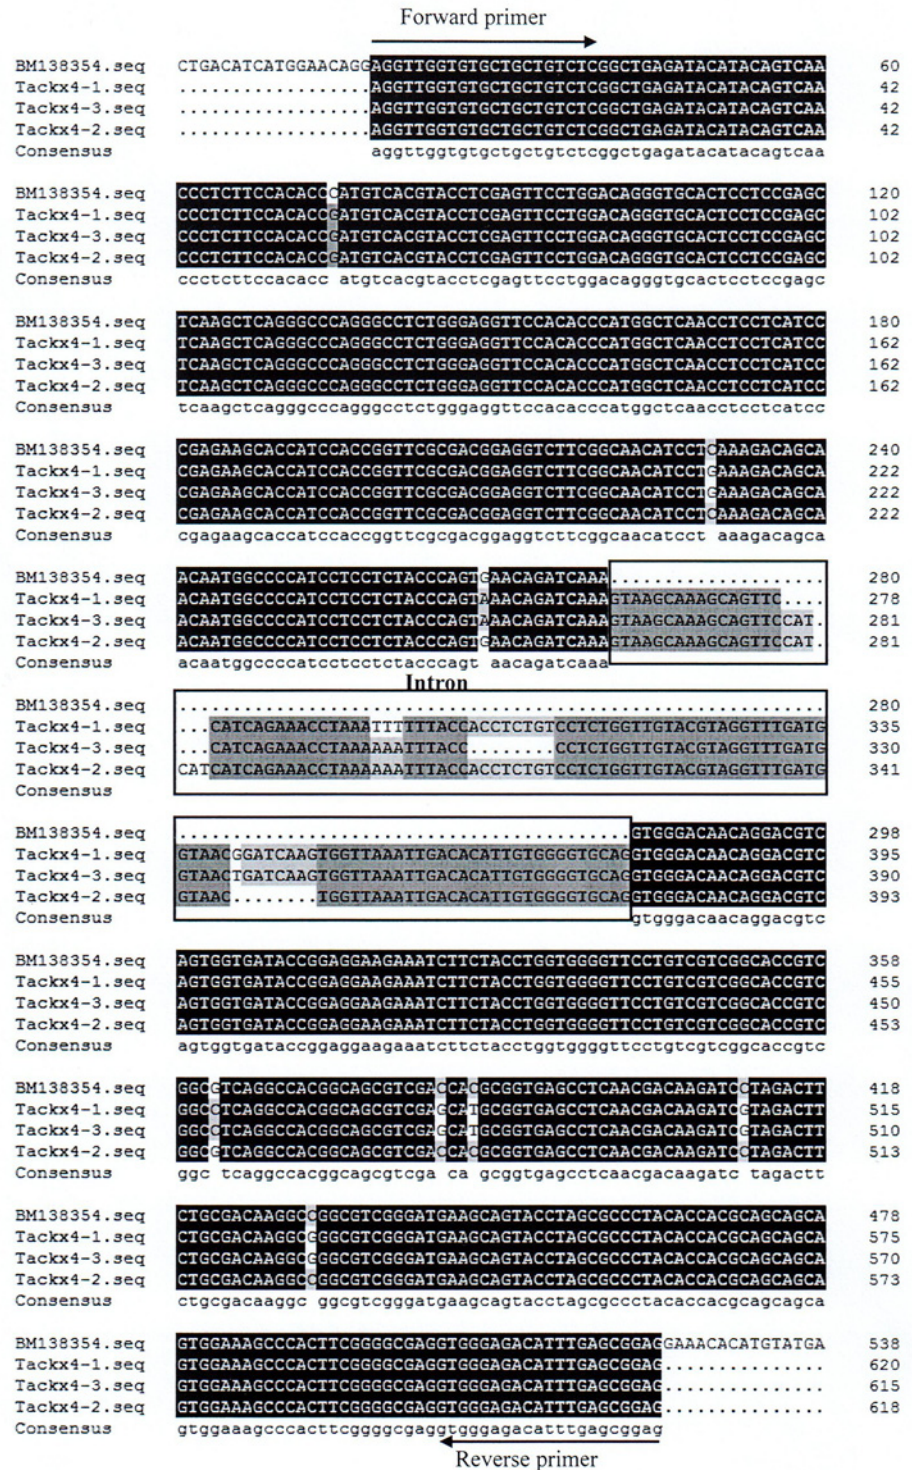 Forward primer
BM138354.seq CTGACATCATGGAACAGGAGGTTGGTGTGCTGCTGTCTCGGCTGAGATACATACAGTCAA 60
Tackx4-1.seq ..................AGGTTGGTGTGCTGCTGTCTCGGCTGAGATACATACAGTCAA 42
Tackx4-3.seq ..................AGGTTGGTGTGCTGCTGTCTCGGCTGAGATACATACAGTCAA 42
Tackx4-2.seq ..................AGGTTGGTGTGCTGCTGTCTCGGCTGAGATACATACAGTCAA 42
Consensus aggttggtgtgctgctgtctcggctgagatacatacagtcaa
BM138354.seq CCCTCTTCCACACCCATGTCACGTACCTCGAGTTCCTGGACAGGGTGCACTCCTCCGAGC 120
Tackx4-1.seq CCCTCTTCCACACCGATGTCACGTACCTCGAGTTCCTGGACAGGGTGCACTCCTCCGAGC 102
Tackx4-3.seq CCCTCTTCCACACCGATGTCACGTACCTCGAGTTCCTGGACAGGGTGCACTCCTCCGAGC 102
Tackx4-2.seq CCCTCTTCCACACCGATGTCACGTACCTCGAGTTCCTGGACAGGGTGCACTCCTCCGAGC 102
Consensus ccctcttccacacc atgtcacgtacctcgagttcctggacagggtgcactcctccgagc
BM138354.seq TCAAGCTCAGGGCCCAGGGCCTCTGGGAGGTTCCACACCCATGGCTCAACCTCCTCATCC 180
Tackx4-1.seq TCAAGCTCAGGGCCCAGGGCCTCTGGGAGGTTCCACACCCATGGCTCAACCTCCTCATCC 162
Tackx4-3.seq TCAAGCTCAGGGCCCAGGGCCTCTGGGAGGTTCCACACCCATGGCTCAACCTCCTCATCC 162
Tackx4-2.seq TCAAGCTCAGGGCCCAGGGCCTCTGGGAGGTTCCACACCCATGGCTCAACCTCCTCATCC 162
Consensus tcaagctcagggcccagggcctctgggaggttccacacccatggctcaacctcctcatcc
BM138354.seq CGAGAAGCACCATCCACCGGTTCGCGACGGAGGTCTTCGGCAACATCCTCAAAGACAGCA 240
Tackx4-1.seq CGAGAAGCACCATCCACCGGTTCGCGACGGAGGTCTTCGGCAACATCCTGAAAGACAGCA 222
Tackx4-3.seq CGAGAAGCACCATCCACCGGTTCGCGACGGAGGTCTTCGGCAACATCCTGAAAGACAGCA 222
Tackx4-2.seq CGAGAAGCACCATCCACCGGTTCGCGACGGAGGTCTTCGGCAACATCCTCAAAGACAGCA 222
Consensus cgagaagcaccatccaccggttcgcgacggaggtcttcggcaacatcct aaagacagca
BM138354.seq ACAATGGCCCCATCCTCCTCTACCCAGTGAACAGATCAAA.................... 280
Tackx4-1.seq ACAATGGCCCCATCCTCCTCTACCCAGTAAACAGATCAAAGTAAGCAAAGCAGTTC.... 278
Tackx4-3.seq ACAATGGCCCCATCCTCCTCTACCCAGTAAACAGATCAAAGTAAGCAAAGCAGTTCCAT. 281
Tackx4-2.seq ACAATGGCCCCATCCTCCTCTACCCAGTGAACAGATCAAAGTAAGCAAAGCAGTTCCAT. 281
Consensus acaatggccccatcctcctctacccagt aacagatcaaa
Intron
BM138354.seq ............................................................ 280
Tackx4-1.seq ...CATCAGAAACCTAAATTTTTTACCACCTCTGTCCTCTGGTTGTACGTAGGTTTGATG 335
Tackx4-3.seq ...CATCAGAAACCTAAAAAATTTACC........CCTCTGGTTGTACGTAGGTTTGATG 330
Tackx4-2.seq CATCATCAGAAACCTAAAAAATTTACCACCTCTGTCCTCTGGTTGTACGTAGGTTTGATG 341
Consensus
BM138354.seq ..........................................GTGGGACAACAGGACGTC 298
Tackx4-1.seq GTAACGGATCAAGTGGTTAAATTGACACATTGTGGGGTGCAGGTGGGACAACAGGACGTC 395
Tackx4-3.seq GTAACTGATCAAGTGGTTAAATTGACACATTGTGGGGTGCAGGTGGGACAACAGGACGTC 390
Tackx4-2.seq GTAAC........TGGTTAAATTGACACATTGTGGGGTGCAGGTGGGACAACAGGACGTC 393
Consensus gtgggacaacaggacgtc
BM138354.seq AGTGGTGATACCGGAGGAAGAAATCTTCTACCTGGTGGGGTTCCTGTCGTCGGCACCGTC 358
Tackx4-1.seq AGTGGTGATACCGGAGGAAGAAATCTTCTACCTGGTGGGGTTCCTGTCGTCGGCACCGTC 455
Tackx4-3.seq AGTGGTGATACCGGAGGAAGAAATCTTCTACCTGGTGGGGTTCCTGTCGTCGGCACCGTC 450
Tackx4-2.seq AGTGGTGATACCGGAGGAAGAAATCTTCTACCTGGTGGGGTTCCTGTCGTCGGCACCGTC 453
Consensus agtggtgataccggaggaagaaatcttctacctggtggggttcctgtcgtcggcaccgtc
BM138354.seq GGCGTCAGGCCACGGCAGCGTCGACCACGCGGTGAGCCTCAACGACAAGATCCTAGACTT 418
Tackx4-1.seq GGCCTCAGGCCACGGCAGCGTCGAGCATGCGGTGAGCCTCAACGACAAGATCGTAGACTT 515
Tackx4-3.seq GGCCTCAGGCCACGGCAGCGTCGAGCATGCGGTGAGCCTCAACGACAAGATCGTAGACTT 510
Tackx4-2.seq GGCGTCAGGCCACGGCAGCGTCGACCACGCGGTGAGCCTCAACGACAAGATCCTAGACTT 513
Consensus ggc tcaggccacggcagcgtcga ca gcggtgagcctcaacgacaagatc tagactt
BM138354.seq CTGCGACAAGGCCGGCGTCGGGATGAAGCAGTACCTAGCGCCCTACACCACGCAGCAGCA 478
Tackx4-1.seq CTGCGACAAGGCGGGCGTCGGGATGAAGCAGTACCTAGCGCCCTACACCACGCAGCAGCA 575
Tackx4-3.seq CTGCGACAAGGCGGGCGTCGGGATGAAGCAGTACCTAGCGCCCTACACCACGCAGCAGCA 570
Tackx4-2.seq CTGCGACAAGGCCGGCGTCGGGATGAAGCAGTACCTAGCGCCCTACACCACGCAGCAGCA 573
Consensus ctgcgacaaggc ggcgtcgggatgaagcagtacctagcgccctacaccacgcagcagca
BM138354.seq GTGGAAAGCCCACTTCGGGGCGAGGTGGGAGACATTTGAGCGGAGGAAACACATGTATGA 538
Tackx4-1.seq GTGGAAAGCCCACTTCGGGGCGAGGTGGGAGACATTTGAGCGGAG............... 620
Tackx4-3.seq GTGGAAAGCCCACTTCGGGGCGAGGTGGGAGACATTTGAGCGGAG............... 615
Tackx4-2.seq GTGGAAAGCCCACTTCGGGGCGAGGTGGGAGACATTTGAGCGGAG............... 618
Consensus gtggaaagcccacttcggggcgaggtgggagacatttgagcggag
Reverse primer